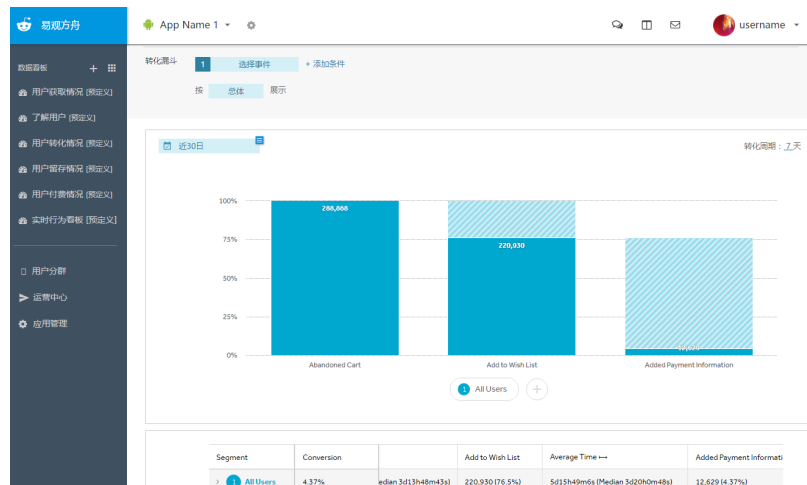 易观方舟
App Name 1
username
数据看板
用户获取情况 [预定义]
了解用户 [预定义]
用户转化情况 [预定义]
用户留存情况 [预定义]
用户付费情况 [预定义]
实时行为看板 [预定义]
用户分群
运营中心
应用管理
转化漏斗 1 选择事件 + 添加条件
按 总体 展示
近30日
转化周期：7天
100%
288,868
75%
220,930
50%
25%
0%
Abandoned Cart Add to Wish List Added Payment Information
1 All Users +
Segment Conversion Add to Wish List Average Time Added Payment Informati
1 All Users 4.37% edian 3d13h48m43s) 220,930 (76.5%) 5d15h49m6s (Median 3d20h0m48s) 12,629 (4.37%)